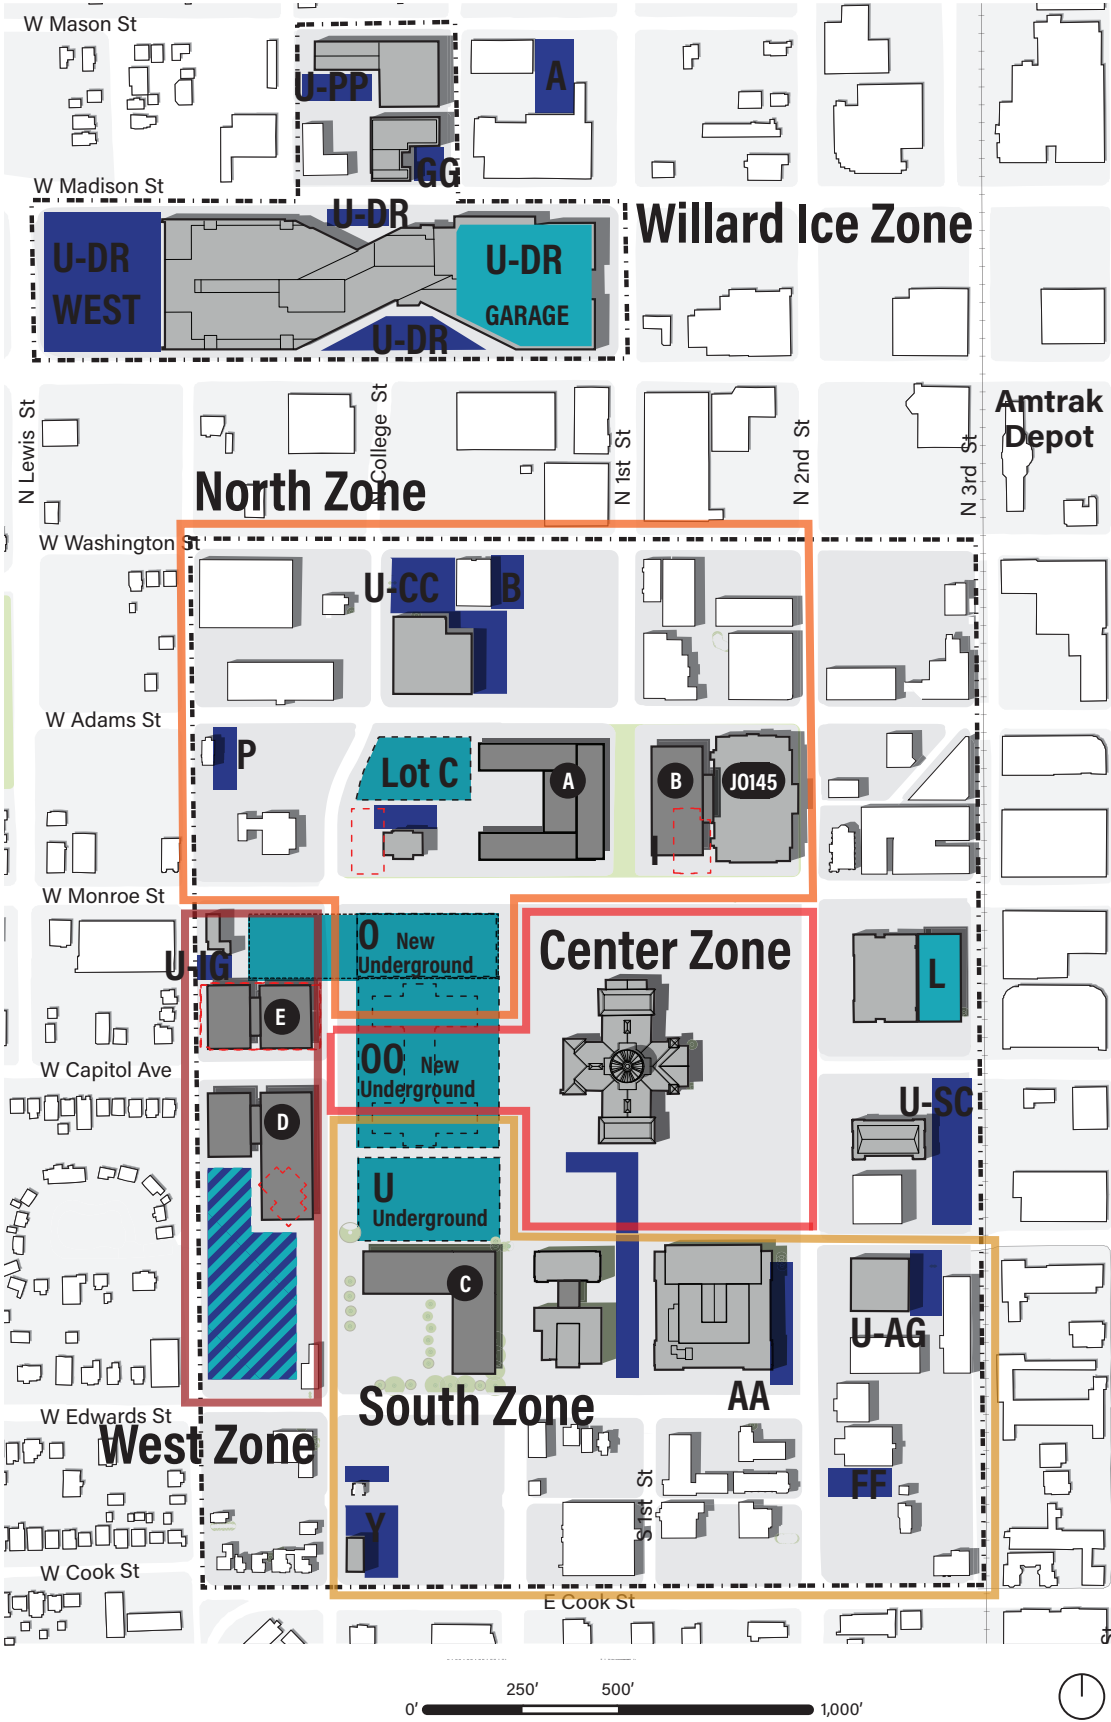 W Mason St
U-PP
A
GG
W Madison St
U-DR
Willard Ice Zone
U-DR
WEST
U-DR
GARAGE
U-DR
N Lewis St
N College St
N 1st St
N 2nd St
N 3rd St
Amtrak
Depot
North Zone
W Washington St
U-CC
B
W Adams St
P
Lot C
A
B
J0145
W Monroe St
O New
Underground
Center Zone
U-IG
L
E
OO New
Underground
W Capitol Ave
D
U-SC
U
Underground
C
U-AG
AA
South Zone
W Edwards St
West Zone
S 1st St
FF
Y
W Cook St
E Cook St
0' 250' 500' 1,000'